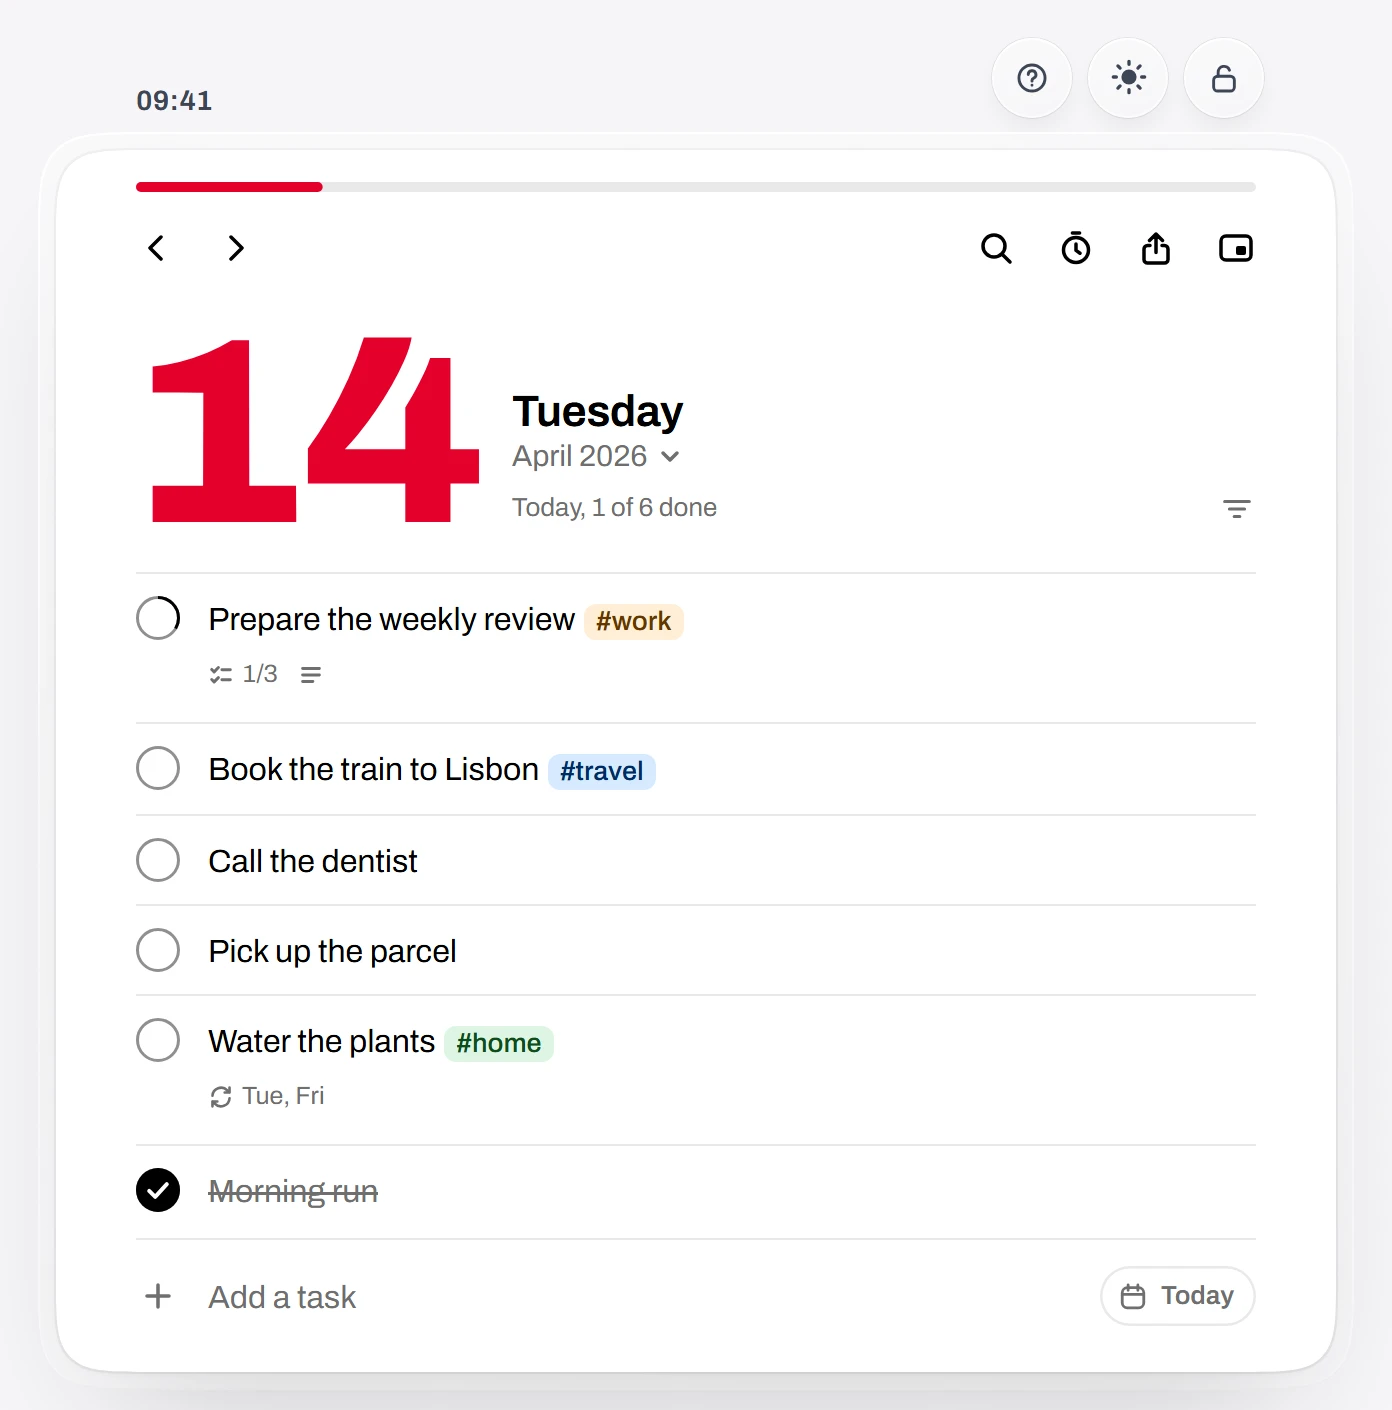 09:41
14
Tuesday
April 2026
Today, 1 of 6 done
Prepare the weekly review #work
1/3
Book the train to Lisbon #travel
Call the dentist
Pick up the parcel
Water the plants #home
Tue, Fri
Morning run
Add a task
Today